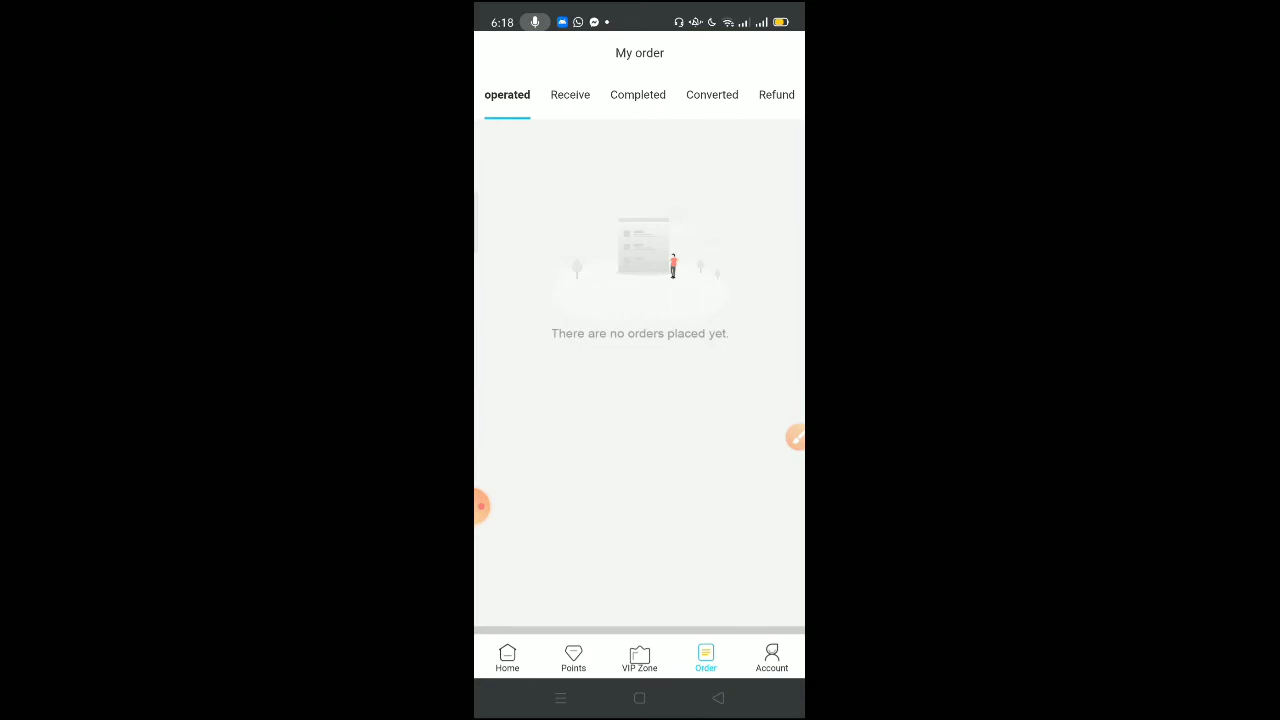 6:18
My order
operated Receive Completed Converted Refund
There are no orders placed yet.
Home Points VIP Zone Order Account